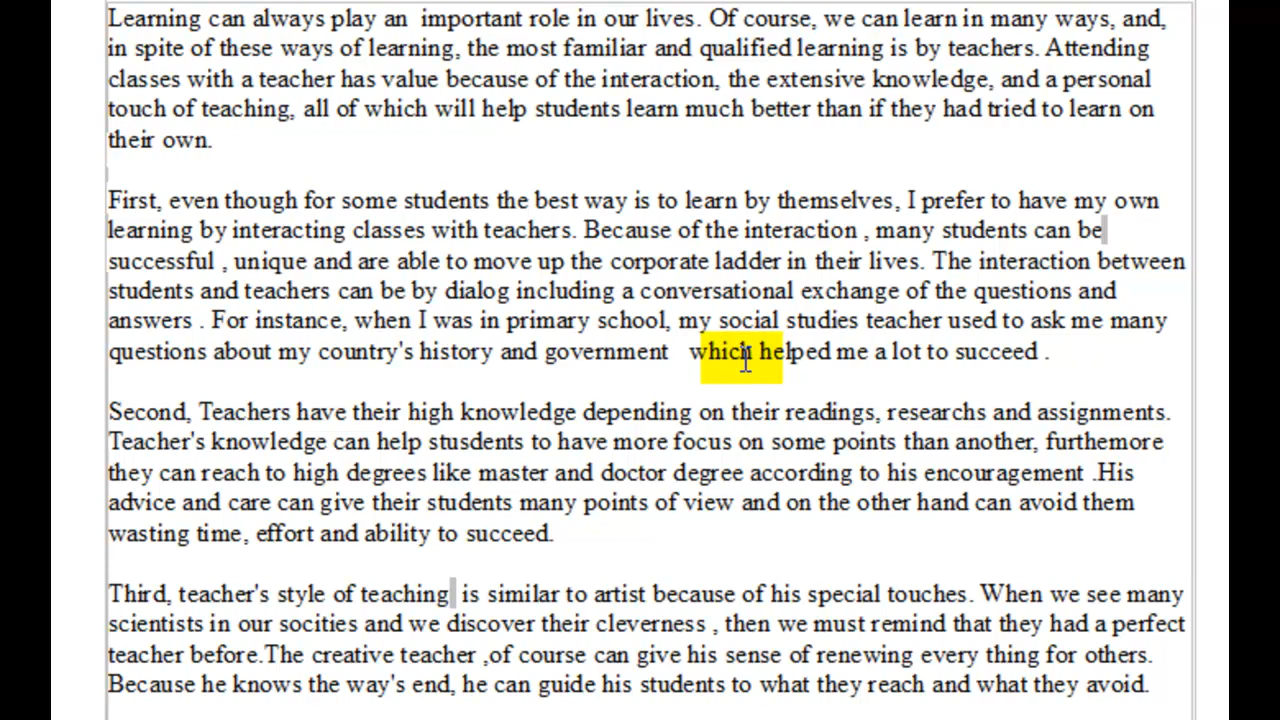 Learning can always play an  important role in our lives. Of course, we can learn in many ways, and,
in spite of these ways of learning, the most familiar and qualified learning is by teachers. Attending
classes with a teacher has value because of the interaction, the extensive knowledge, and a personal
touch of teaching, all of which will help students learn much better than if they had tried to learn on
their own.

First, even though for some students the best way is to learn by themselves, I prefer to have my own
learning by interacting classes with teachers. Because of the interaction , many students can be
successful , unique and are able to move up the corporate ladder in their lives. The interaction between
students and teachers can be by dialog including a conversational exchange of the questions and
answers . For instance, when I was in primary school, my social studies teacher used to ask me many
questions about my country's history and government   which helped me a lot to succeed .

Second, Teachers have their high knowledge depending on their readings, researchs and assignments.
Teacher's knowledge can help stusdents to have more focus on some points than another, furthemore
they can reach to high degrees like master and doctor degree according to his encouragement .His
advice and care can give their students many points of view and on the other hand can avoid them
wasting time, effort and ability to succeed.

Third, teacher's style of teaching  is similar to artist because of his special touches. When we see many
scientists in our socities and we discover their cleverness , then we must remind that they had a perfect
teacher before.The creative teacher ,of course can give his sense of renewing every thing for others.
Because he knows the way's end, he can guide his students to what they reach and what they avoid.